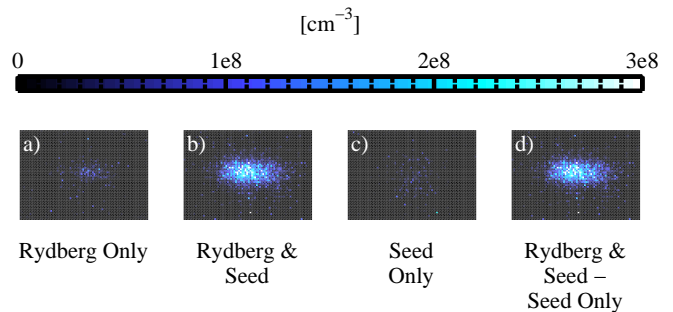 [cm⁻³]
0 1e8 2e8 3e8
a) b) c) d)
Rydberg Only Rydberg & Seed Rydberg &
Seed Only Seed –
Seed Only